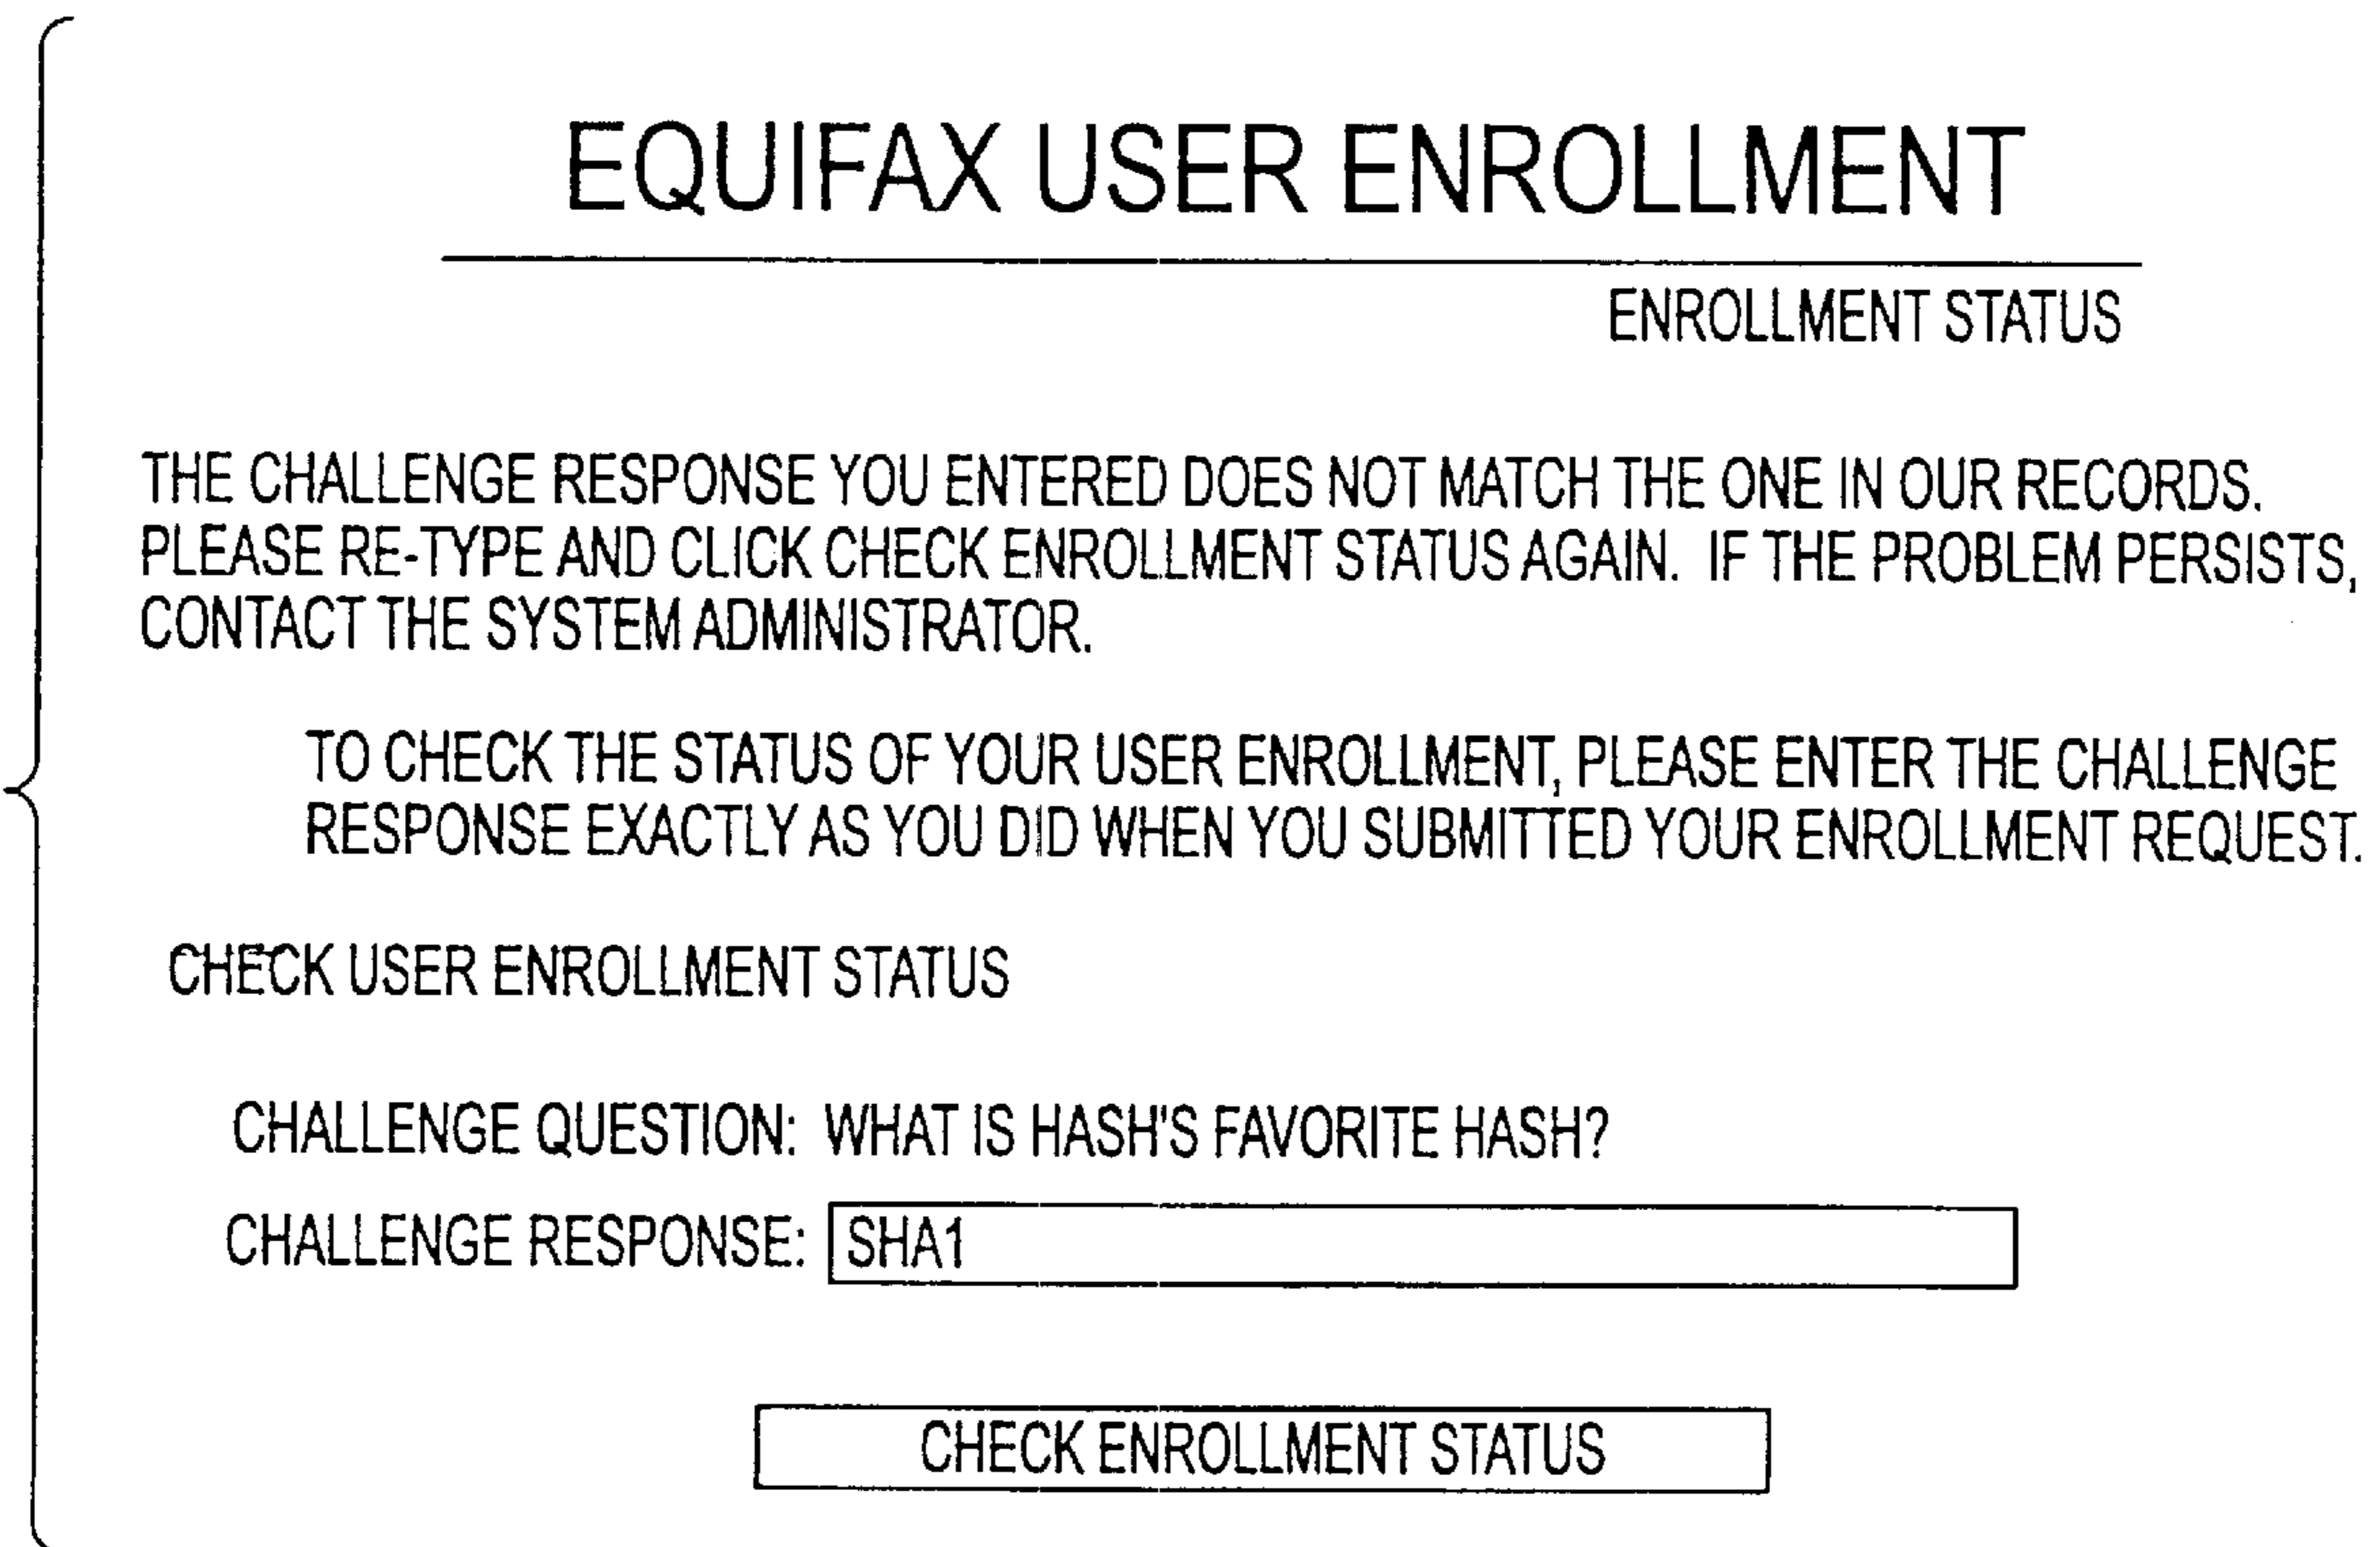 EQUIFAX USER ENROLLMENT
ENROLLMENT STATUS
THE CHALLENGE RESPONSE YOU ENTERED DOES NOT MATCH THE ONE IN OUR RECORDS.
PLEASE RE-TYPE AND CLICK CHECK ENROLLMENT STATUS AGAIN. IF THE PROBLEM PERSISTS,
CONTACT THE SYSTEM ADMINISTRATOR.
TO CHECK THE STATUS OF YOUR USER ENROLLMENT, PLEASE ENTER THE CHALLENGE
RESPONSE EXACTLY AS YOU DID WHEN YOU SUBMITTED YOUR ENROLLMENT REQUEST.
CHECK USER ENROLLMENT STATUS
CHALLENGE QUESTION: WHAT IS HASH'S FAVORITE HASH?
CHALLENGE RESPONSE: SHA1
CHECK ENROLLMENT STATUS